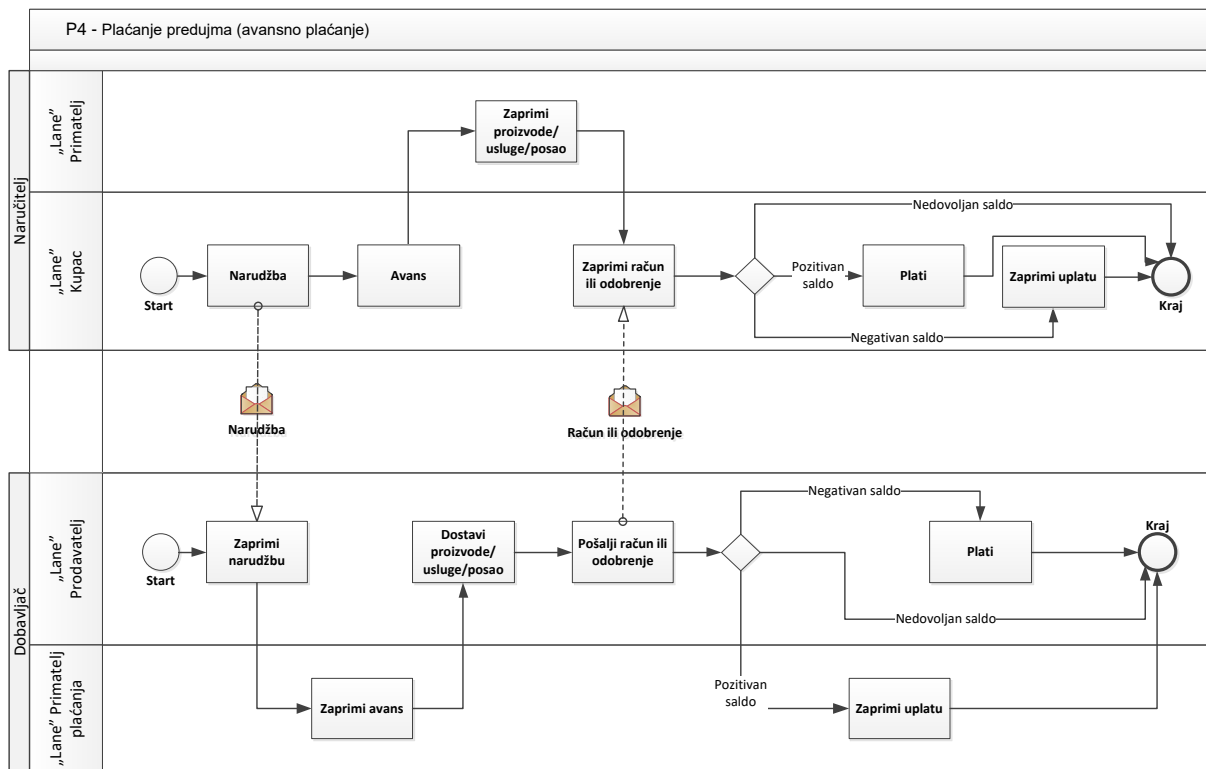 P4 - Plaćanje predujma (avansno plaćanje)
Naručitelj
„Lane”
Primatelj
Zaprimi
proizvode/
usluge/posao
„Lane”
Kupac
Start
Narudžba
Avans
Zaprimi račun
ili odobrenje
Nedovoljan saldo
Pozitivan
saldo
Plati
Zaprimi uplatu
Negativan saldo
Kraj
Narudžba
Račun ili odobrenje
Dobavljač
„Lane”
Prodavatelj
Start
Zaprimi
narudžbu
Dostavi
proizvode/
usluge/posao
Pošalji račun ili
odobrenje
Negativan saldo
Plati
Kraj
Nedovoljan saldo
„Lane” Primatelj
plaćanja
Zaprimi avans
Pozitivan
saldo
Zaprimi uplatu